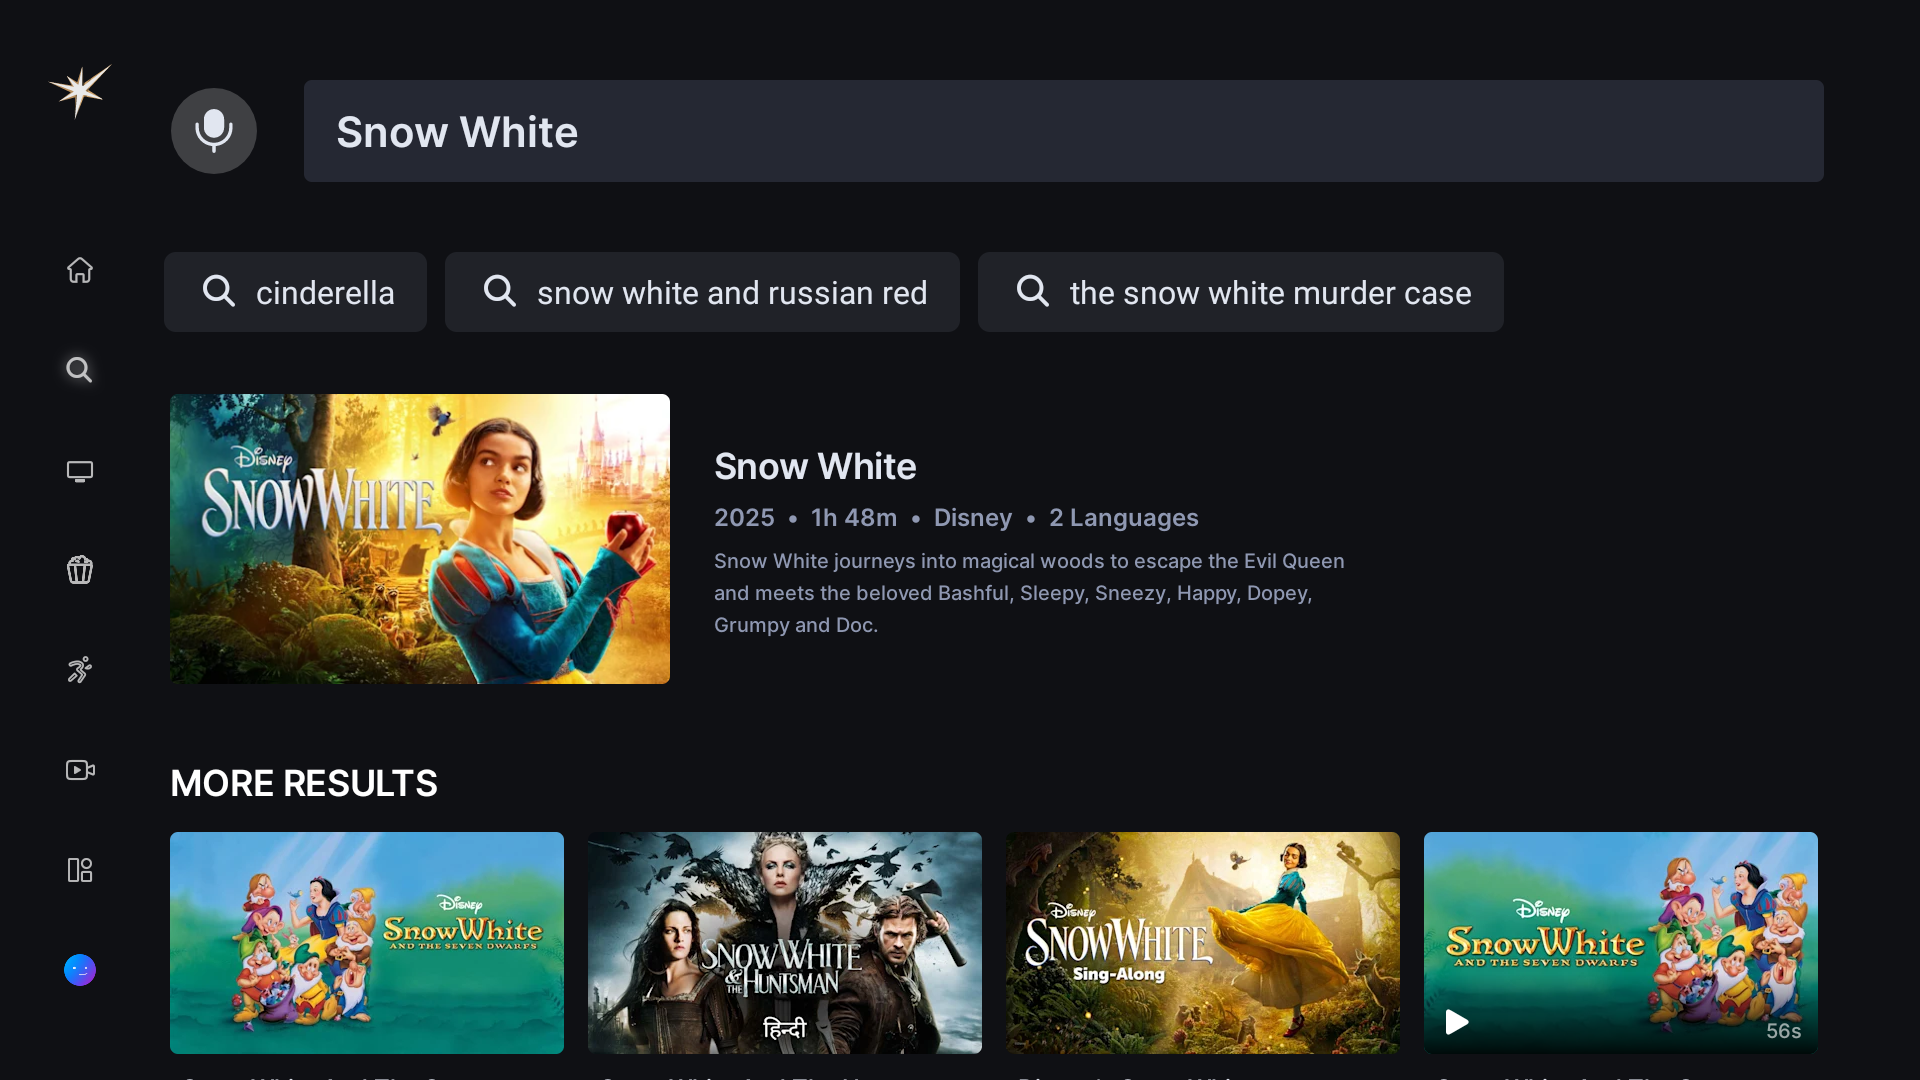 Snow White
cinderella
snow white and russian red
the snow white murder case
Disney
SNOW WHITE
Snow White
2025 • 1h 48m • Disney • 2 Languages
Snow White journeys into magical woods to escape the Evil Queen
and meets the beloved Bashful, Sleepy, Sneezy, Happy, Dopey,
Grumpy and Doc.
MORE RESULTS
Disney
Snow White
AND THE SEVEN DWARFS
SNOW WHITE
& THE HUNTSMAN
हिन्दी
Disney
SNOW WHITE
Sing-Along
Disney
Snow White
AND THE SEVEN DWARFS
56s